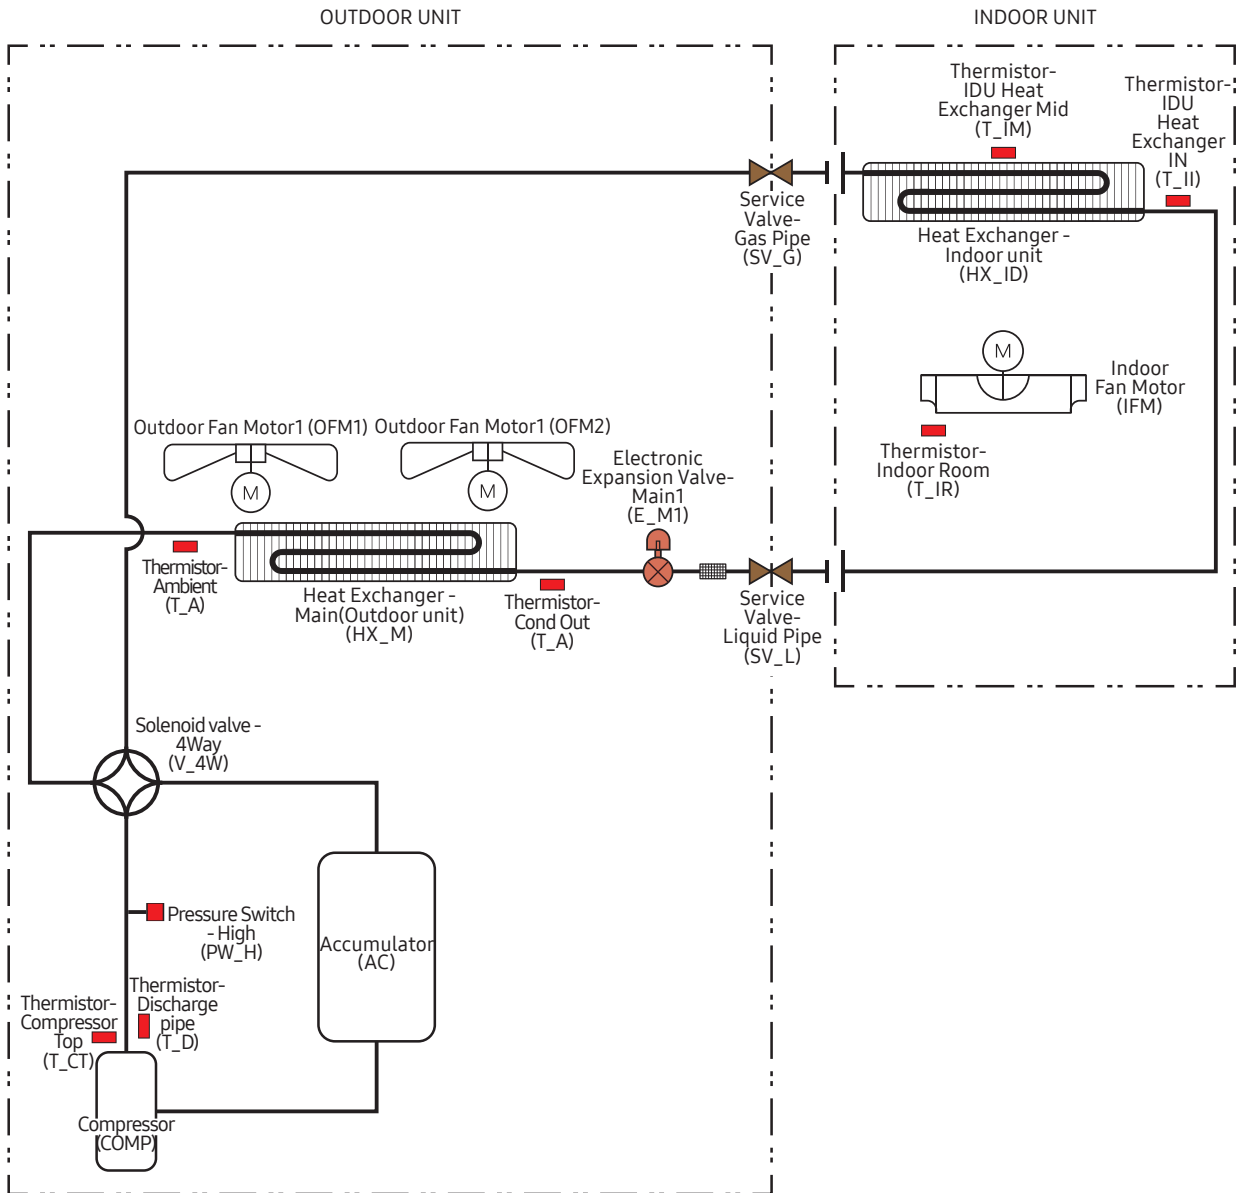 OUTDOOR UNIT
INDOOR UNIT
Thermistor-
IDU Heat
Exchanger Mid
(T_IM)
Thermistor-
IDU
Heat
Exchanger
IN
(T_II)
Service
Valve-
Gas Pipe
(SV_G)
Heat Exchanger -
Indoor unit
(HX_ID)
M
Indoor
Fan Motor
(IFM)
Thermistor-
Indoor Room
(T_IR)
Outdoor Fan Motor1 (OFM1)
Outdoor Fan Motor1 (OFM2)
M
M
Electronic
Expansion Valve-
Main1
(E_M1)
Thermistor-
Ambient
(T_A)
Heat Exchanger -
Main(Outdoor unit)
(HX_M)
Thermistor-
Cond Out
(T_A)
Service
Valve-
Liquid Pipe
(SV_L)
Solenoid valve -
4Way
(V_4W)
Pressure Switch
- High
(PW_H)
Accumulator
(AC)
Thermistor-
Compressor
Top
(T_CT)
Thermistor-
Discharge
pipe
(T_D)
Compressor
(COMP)